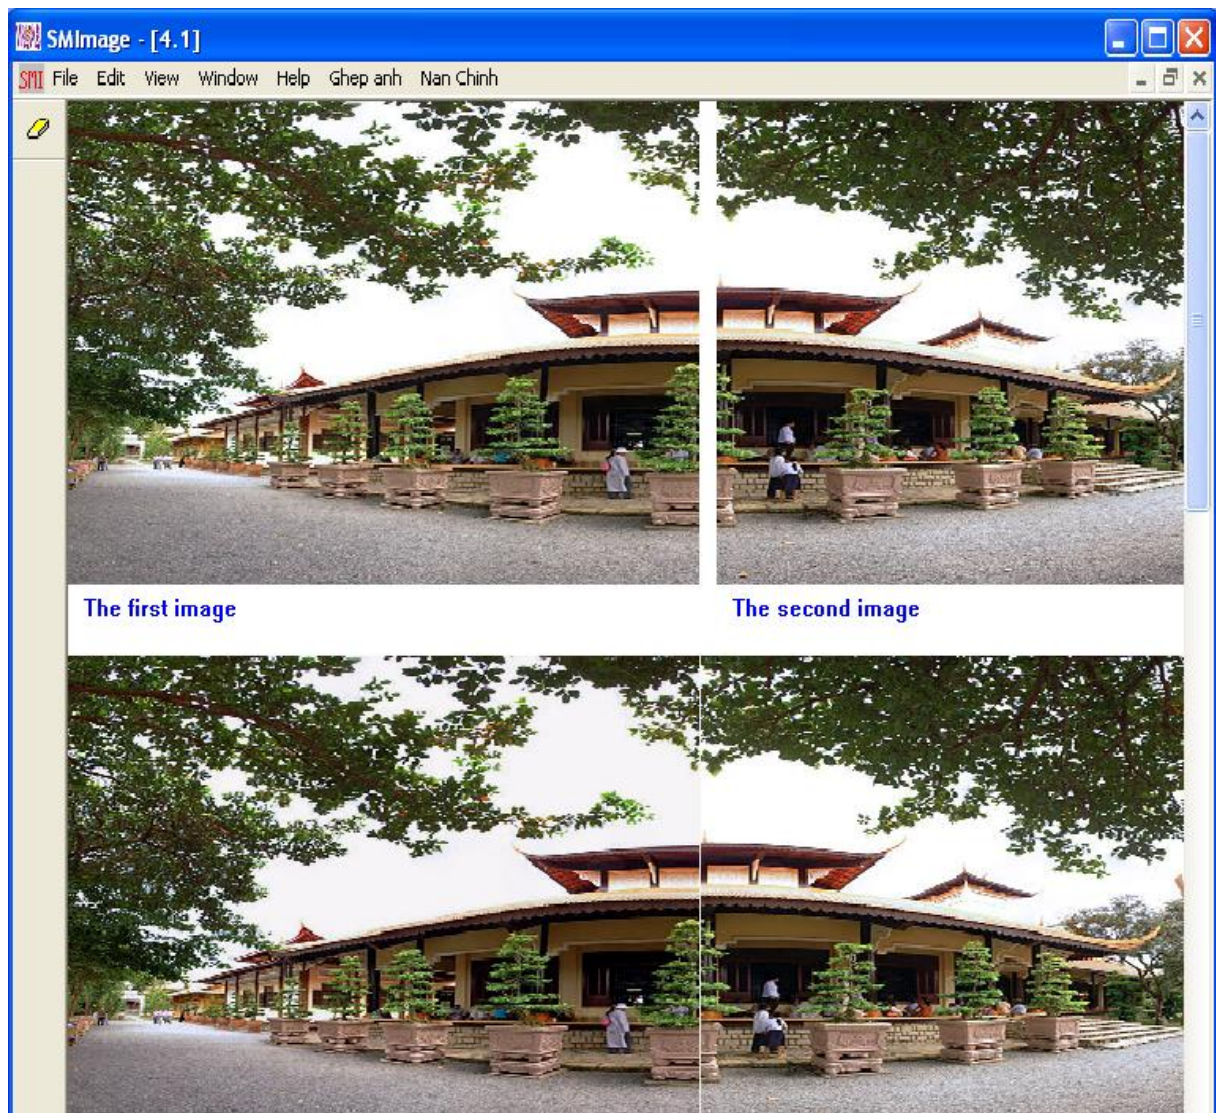 SMImage - [4.1]
SMI File Edit View Window Help Ghep anh Nan Chinh
The first image
The second image